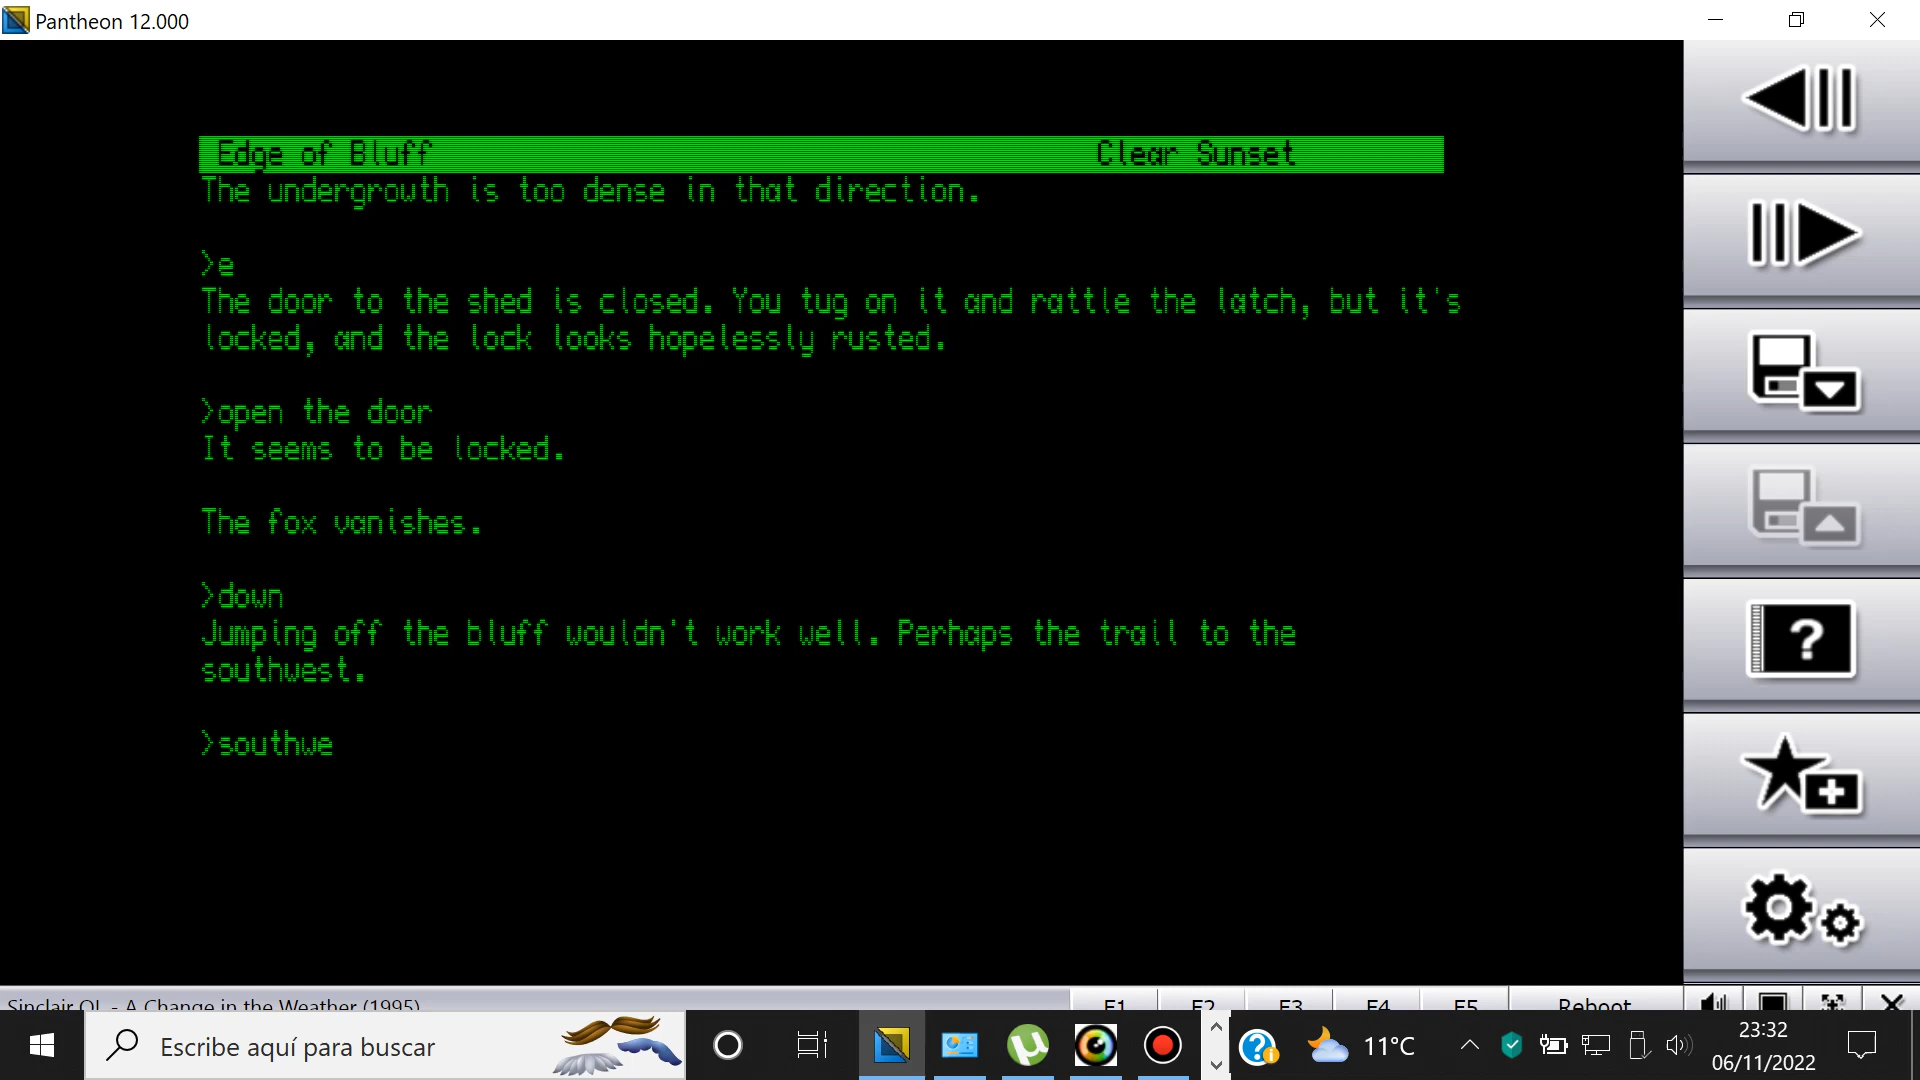 Pantheon 12.000
Edge of Bluff Clear Sunset
The undergrowth is too dense in that direction.
>e
The door to the shed is closed. You tug on it and rattle the latch, but it's
locked, and the lock looks hopelessly rusted.
>open the door
It seems to be locked.
The fox vanishes.
>down
Jumping off the bluff wouldn't work well. Perhaps the trail to the
southwest.
>southwe
Sinclair QL - A Change in the Weather (1995) F1 F2 F3 F4 F5 Reboot
Escribe aquí para buscar 11°C 23:32
06/11/2022